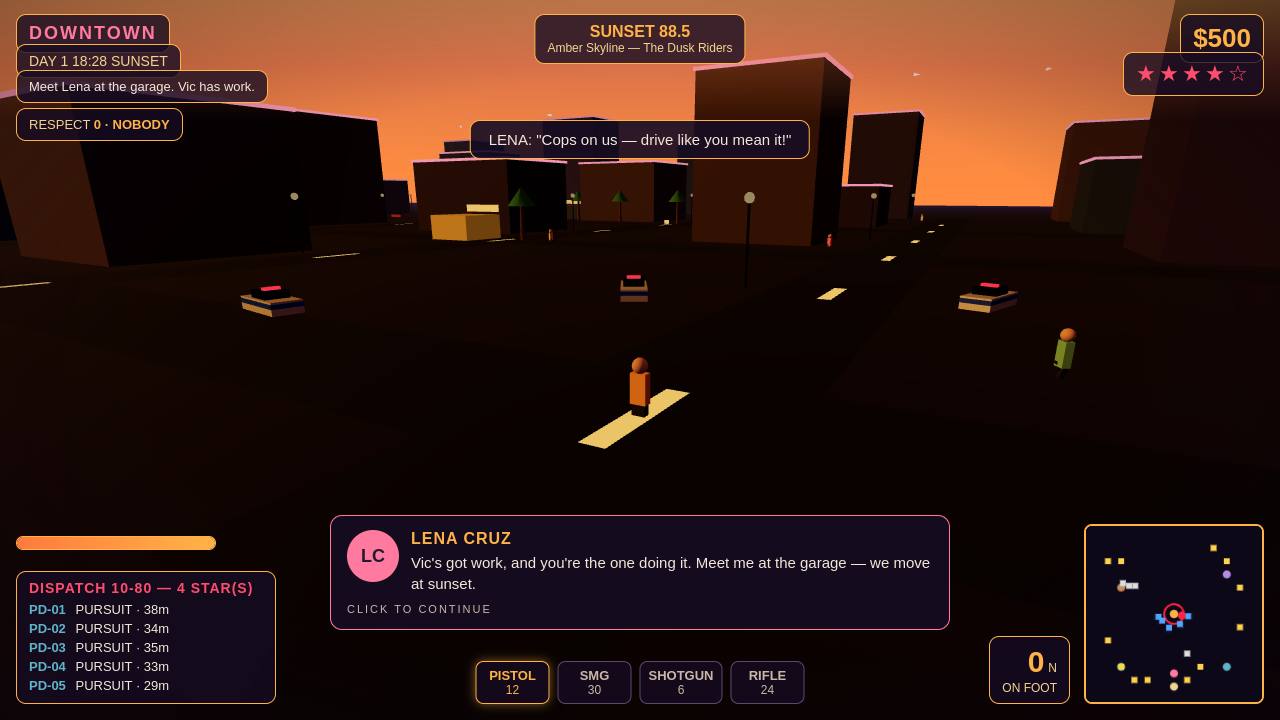 DOWNTOWN
DAY 1 18:28 SUNSET
Meet Lena at the garage. Vic has work.
RESPECT 0 · NOBODY
SUNSET 88.5
Amber Skyline — The Dusk Riders
$500
★★★★☆
LENA: "Cops on us — drive like you mean it!"
LC
LENA CRUZ
Vic's got work, and you're the one doing it. Meet me at the garage — we move
at sunset.
CLICK TO CONTINUE
DISPATCH 10-80 — 4 STAR(S)
PD-01 PURSUIT · 38m
PD-02 PURSUIT · 34m
PD-03 PURSUIT · 35m
PD-04 PURSUIT · 33m
PD-05 PURSUIT · 29m
PISTOL
12
SMG
30
SHOTGUN
6
RIFLE
24
0 N
ON FOOT